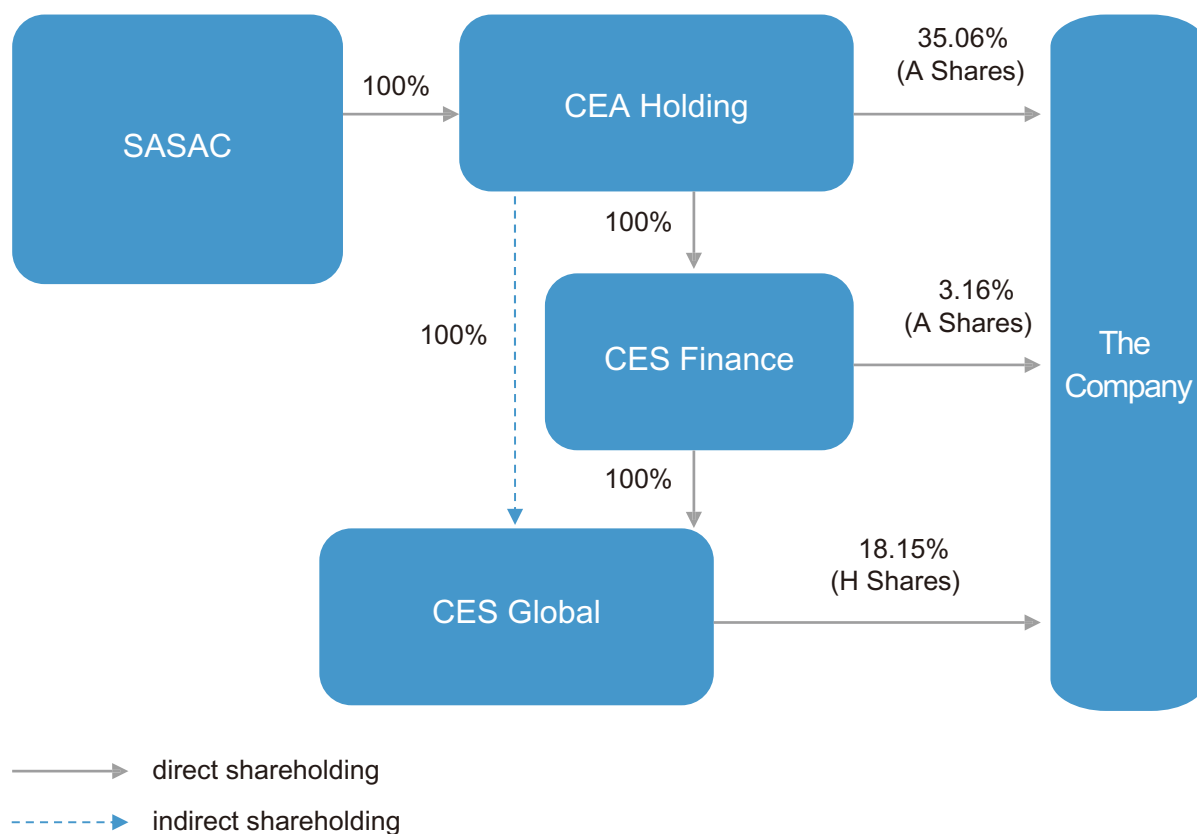 35.06%
(A Shares)
100%
CEA Holding
SASAC
100%
3.16%
(A Shares)
100%
CES Finance
The
Company
100%
18.15%
(H Shares)
CES Global
direct shareholding
indirect shareholding